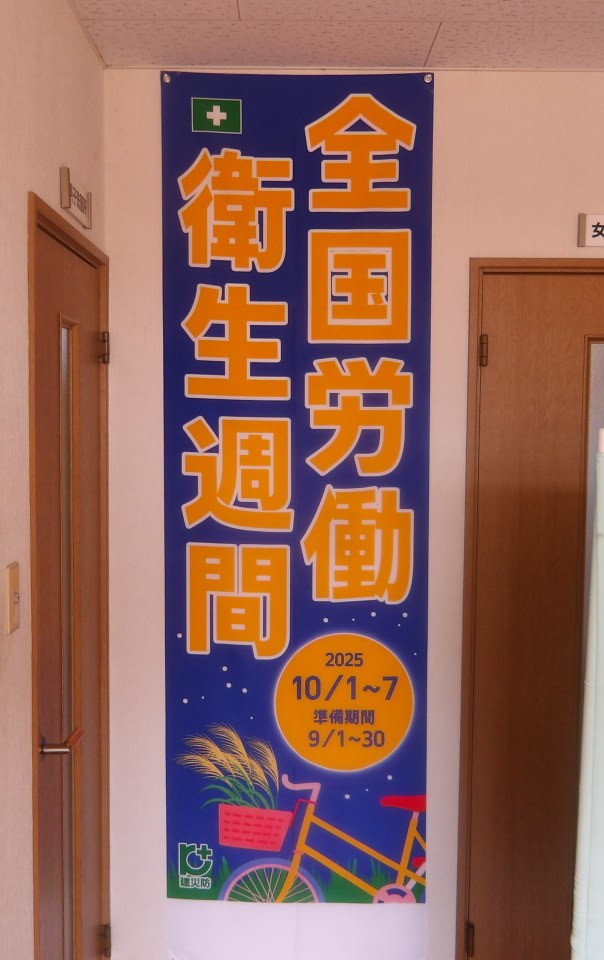 全国労働
衛生週間
2025
10/1~7
準備期間
9/1~30
建災防
女